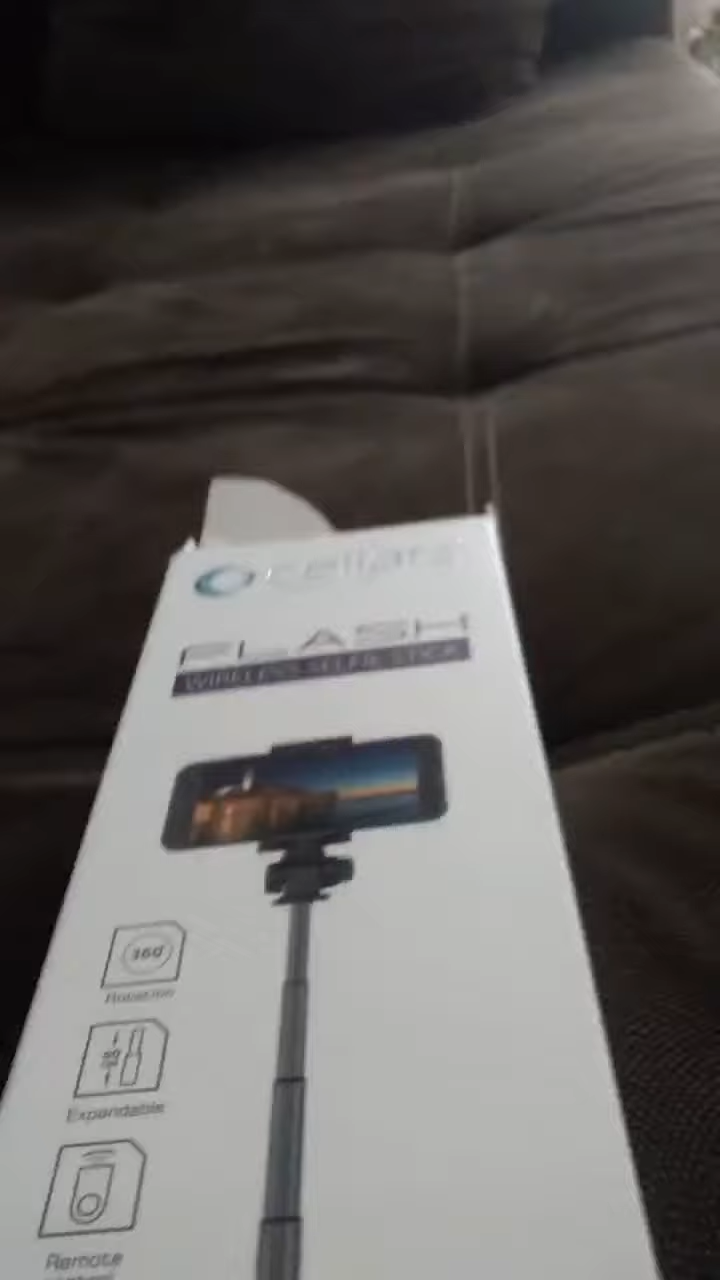 FLASH
WIRELESS SELFIE STICK
360°
Rotation
Expandable
Remote